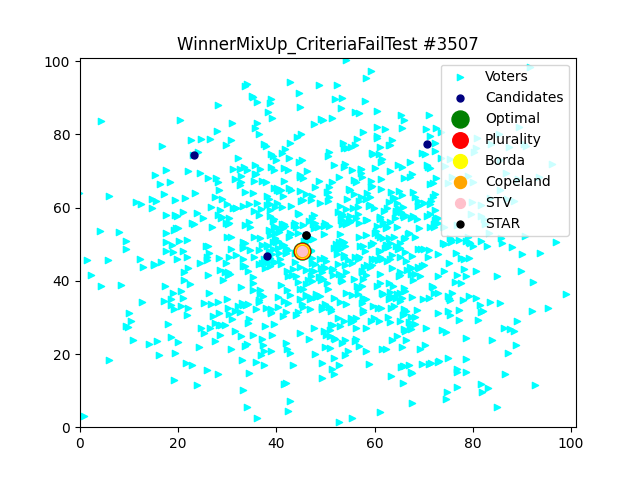 WinnerMixUp_CriteriaFailTest #3507
100
80
60
40
20
0
0
20
40
60
80
100
Voters
Candidates
Optimal
Plurality
Borda
Copeland
STV
STAR